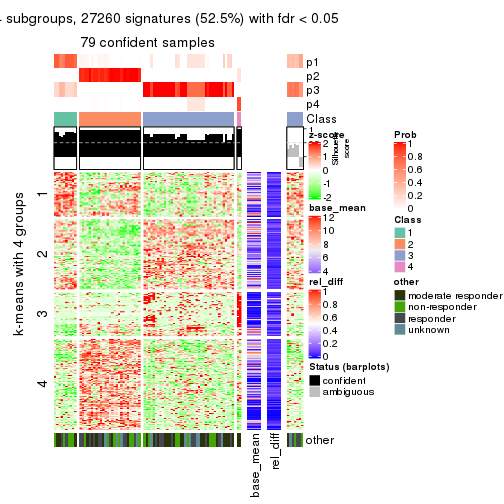 subgroups, 27260 signatures (52.5%) with fdr < 0.05
79 confident samples
p1
p2
p3
p4
Class
1
Silhouette
score
k-means with 4 groups
1
2
3
4
other
base_mean
rel_diff
z-score
2
1
0
-1
-2
base_mean
12
10
8
6
4
rel_diff
1
0.8
0.6
0.4
0.2
0
Status (barplots)
confident
ambiguous
Prob
1
0.8
0.6
0.4
0.2
0
Class
1
2
3
4
other
moderate responder
non-responder
responder
unknown